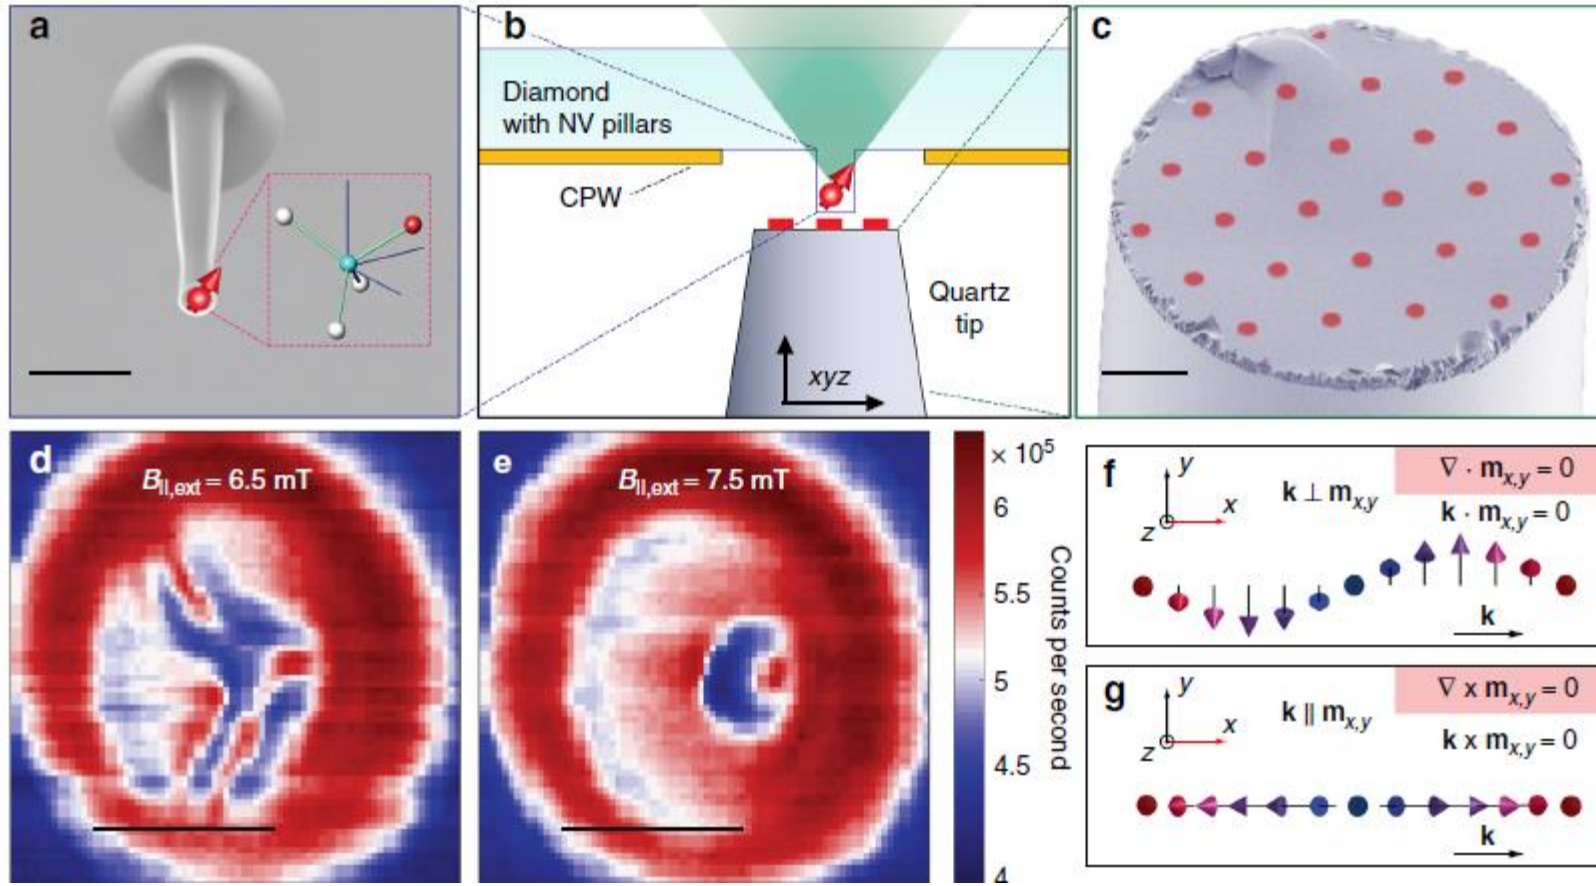 a
b
Diamond
with NV pillars
CPW
xyz
Quartz
tip
c
d
B||,ext = 6.5 mT
e
B||,ext = 7.5 mT
× 10⁵
6
5.5
5
4.5
4
Counts per second
f
y
x
z
k ⊥ mx,y
∇ · mx,y = 0
k · mx,y = 0
k
g
y
x
z
k || mx,y
∇ x mx,y = 0
k x mx,y = 0
k